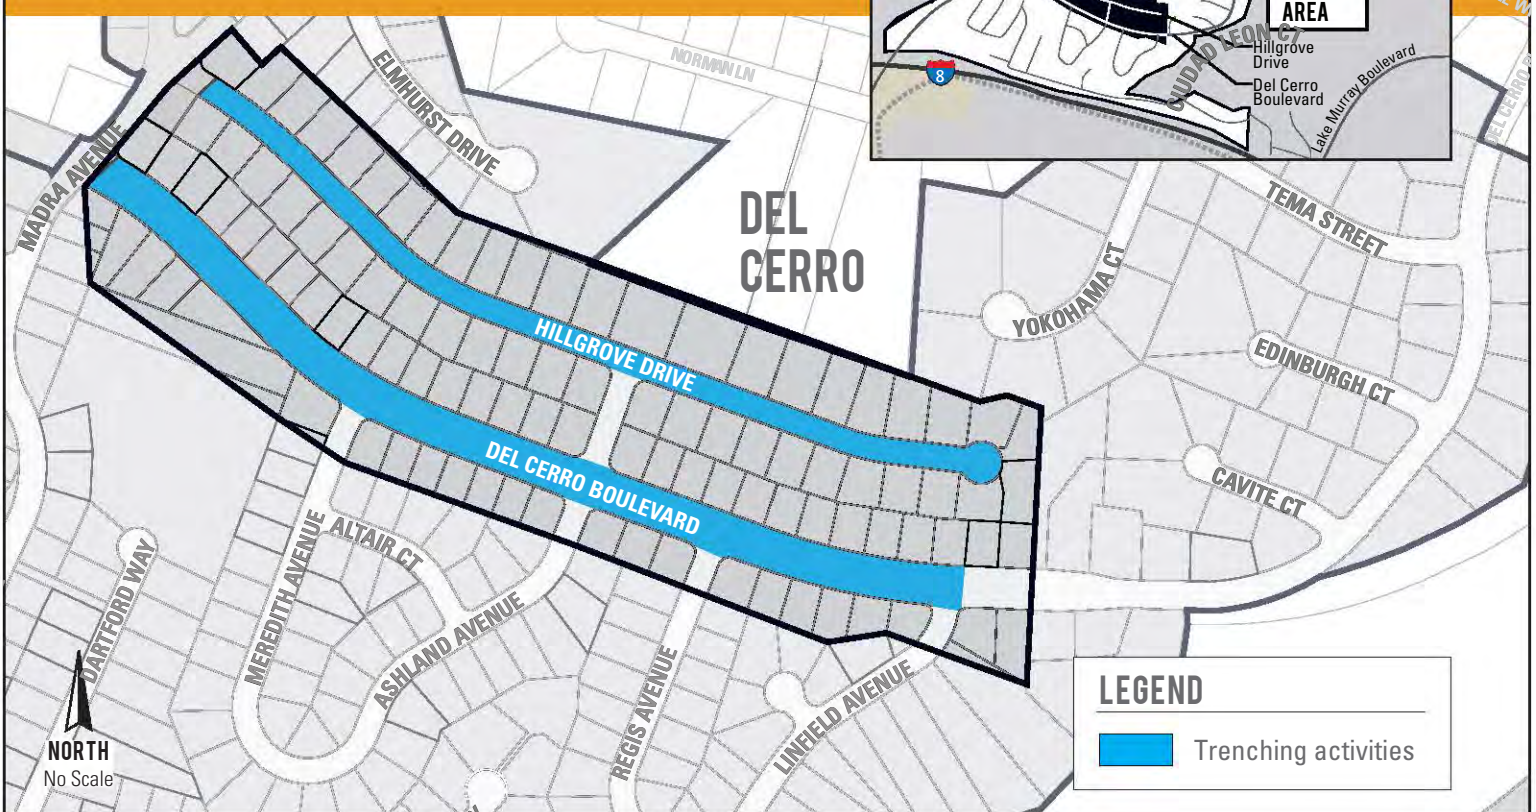 AREA
CIUDAD LEON CT
Hillgrove
Drive
Del Cerro
Boulevard
Lake Murray Boulevard
8
NORMAN LN
ELMHURST DRIVE
MADRA AVENUE
DEL
CERRO
TEMA STREET
YOKOHAMA CT
EDINBURGH CT
CAVITE CT
HILLGROVE DRIVE
DEL CERRO BOULEVARD
DARTFORD WAY
MEREDITH AVENUE
ALTAIR CT
ASHLAND AVENUE
REGIS AVENUE
LINFIELD AVENUE
NORTH
No Scale
LEGEND
Trenching activities